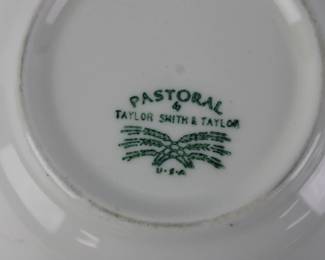 PASTORAL
by
TAYLOR SMITH & TAYLOR
U-S-A